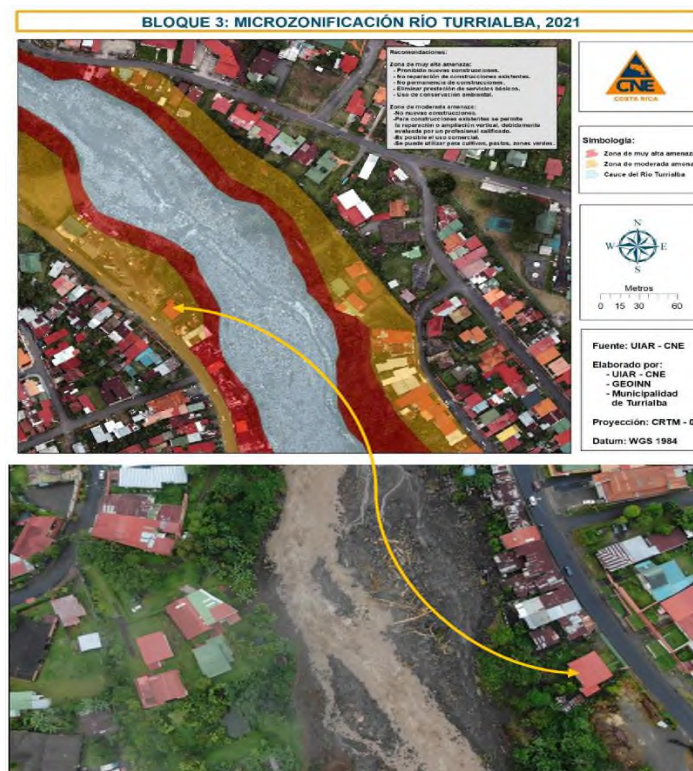 BLOQUE 3: MICROZONIFICACIÓN RÍO TURRIALBA, 2021
Recomendaciones:
Zona de muy alta amenaza:
- Prohibido nuevas construcciones.
- No reparación de construcciones existentes.
- No permanencia de construcciones.
- Eliminar prestación de servicios básicos.
- Uso de conservación ambiental.
Zona de moderada amenaza:
-No nuevas construcciones.
-Para construcciones existentes se permite
la reparación o ampliación vertical, debidamente
evaluada por un profesional calificado.
-Es posible el uso comercial.
-Se puede utilizar para cultivos, pastos, zonas verdes.
CNE
COSTA RICA
Simbología:
Zona de muy alta amenaza
Zona de moderada amena
Cauce del Río Turrialba
N
W E
S
Metros
0 15 30 60
Fuente: UIAR - CNE
Elaborado por:
- UIAR - CNE
- GEOINN
- Municipalidad
de Turrialba
Proyección: CRTM - 0
Datum: WGS 1984